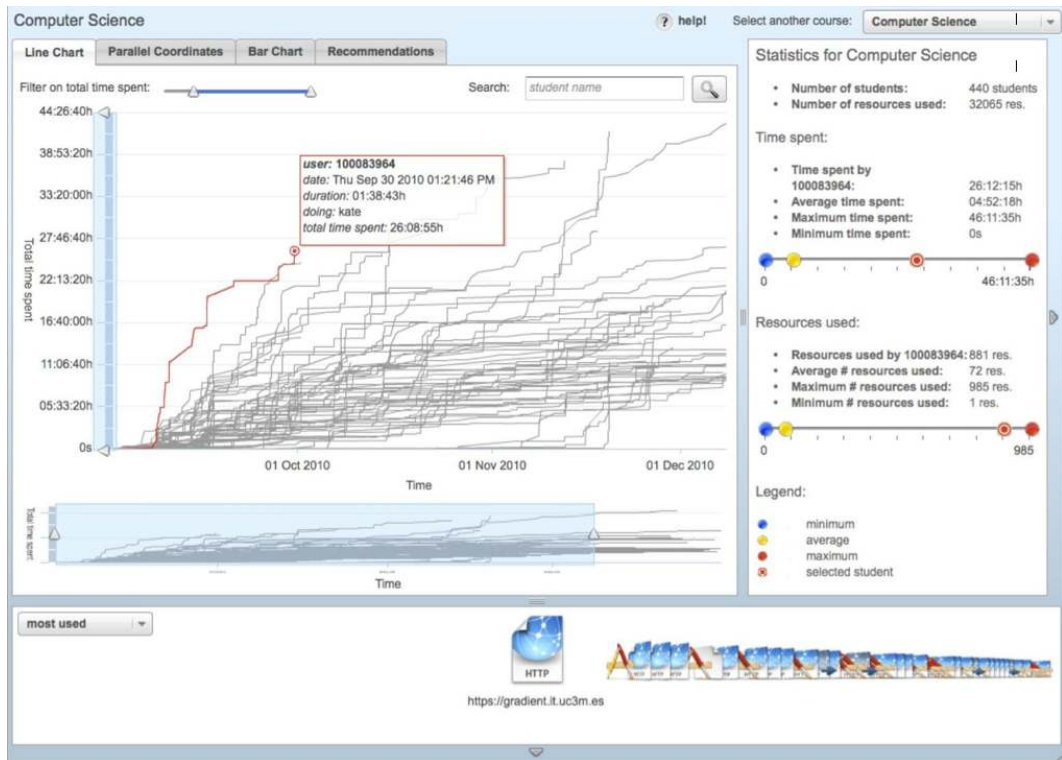 Computer Science
? help!
Select another course:
Computer Science
Line Chart
Parallel Coordinates
Bar Chart
Recommendations
Filter on total time spent:
Search:
student name
44:26:40h
38:53:20h
33:20:00h
27:46:40h
22:13:20h
16:40:00h
11:06:40h
05:33:20h
0s
Total time spent
user: 100083964
date: Thu Sep 30 2010 01:21:46 PM
duration: 01:38:43h
doing: kate
total time spent: 26:08:55h
01 Oct 2010
01 Nov 2010
01 Dec 2010
Time
Total time spent
Time
Statistics for Computer Science
• Number of students: 440 students
• Number of resources used: 32065 res.
Time spent:
• Time spent by
100083964: 26:12:15h
• Average time spent: 04:52:18h
• Maximum time spent: 46:11:35h
• Minimum time spent: 0s
0
46:11:35h
Resources used:
• Resources used by 100083964: 881 res.
• Average # resources used: 72 res.
• Maximum # resources used: 985 res.
• Minimum # resources used: 1 res.
0
985
Legend:
minimum
average
maximum
selected student
most used
HTTP
https://gradient.it.uc3m.es